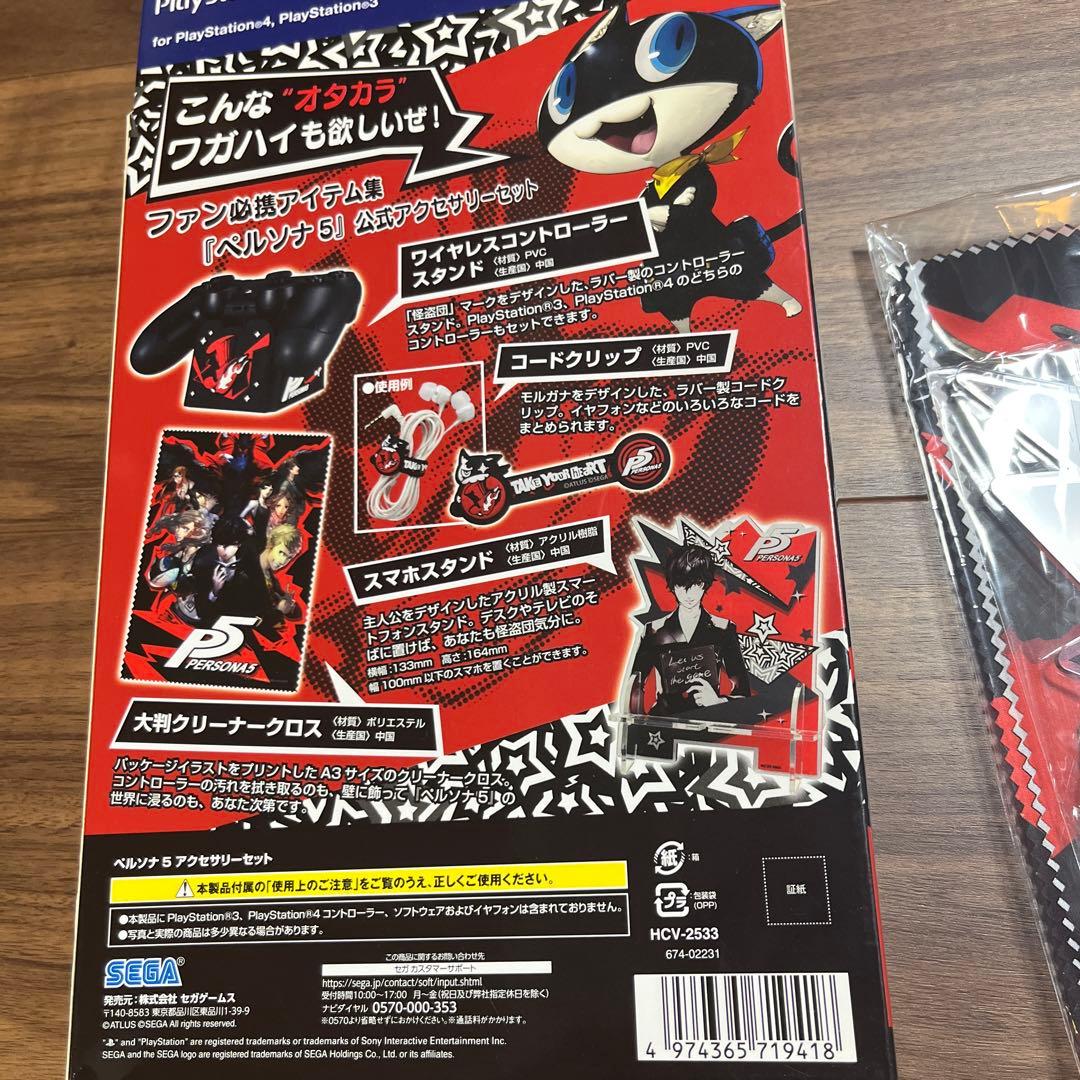 for PlayStation®4, PlayStation®3
こんな“オタカラ”
ワガハイも欲しいぜ！
ファン必携アイテム集
『ペルソナ5』公式アクセサリーセット
ワイヤレスコントローラー
スタンド 〈材質〉PVC
〈生産国〉中国
「怪盗団」マークをデザインした、ラバー製のコントローラー
スタンド。PlayStation®3、PlayStation®4のどちらの
コントローラーもセットできます。
コードクリップ 〈材質〉PVC
〈生産国〉中国
●使用例
モルガナをデザインした、ラバー製コードク
リップ。イヤフォンなどのいろいろなコードを
まとめられます。
TAKE YOUR HEART
©ATLUS ©SEGA
P5
PERSONA5
スマホスタンド 〈材質〉アクリル樹脂
〈生産国〉中国
主人公をデザインしたアクリル製スマー
トフォンスタンド。デスクやテレビのそ
ばに置けば、あなたも怪盗団気分に。
横幅：133mm 高さ：164mm
幅100mm以下のスマホを置くことができます。
P5
PERSONA5
Let us
start
the game
P5
PERSONA5
大判クリーナークロス 〈材質〉ポリエステル
〈生産国〉中国
パッケージイラストをプリントしたA3サイズのクリーナークロス。
コントローラーの汚れを拭き取るのも、壁に飾って『ペルソナ5』の
世界に浸るのも、あなた次第です。
ペルソナ5 アクセサリーセット
本製品付属の「使用上のご注意」をご覧のうえ、正しくご使用ください。
●本製品にPlayStation®3、PlayStation®4コントローラー、ソフトウェアおよびイヤフォンは含まれておりません。
●写真と実際の商品は多少異なる場合があります。
紙：箱
プラ：包装袋
(OPP)
証紙
HCV-2533
674-02231
SEGA®
発売元：株式会社 セガゲームス
〒140-8583 東京都品川区東品川1-39-9
©ATLUS ©SEGA All rights reserved.
この商品に関するお問い合わせ先
セガ カスタマーサポート
https://sega.jp/contact/soft/input.shtml
受付時間10:00～17:00 月～金(祝日及び弊社指定休日を除く)
ナビダイヤル 0570-000-353
※0570より省略せずにおかけください。※通話料がかかります。
" " and "PlayStation" are registered trademarks or trademarks of Sony Interactive Entertainment Inc.
SEGA and the SEGA logo are registered trademarks of SEGA Holdings Co., Ltd. or its affiliates.
4 974365 719418